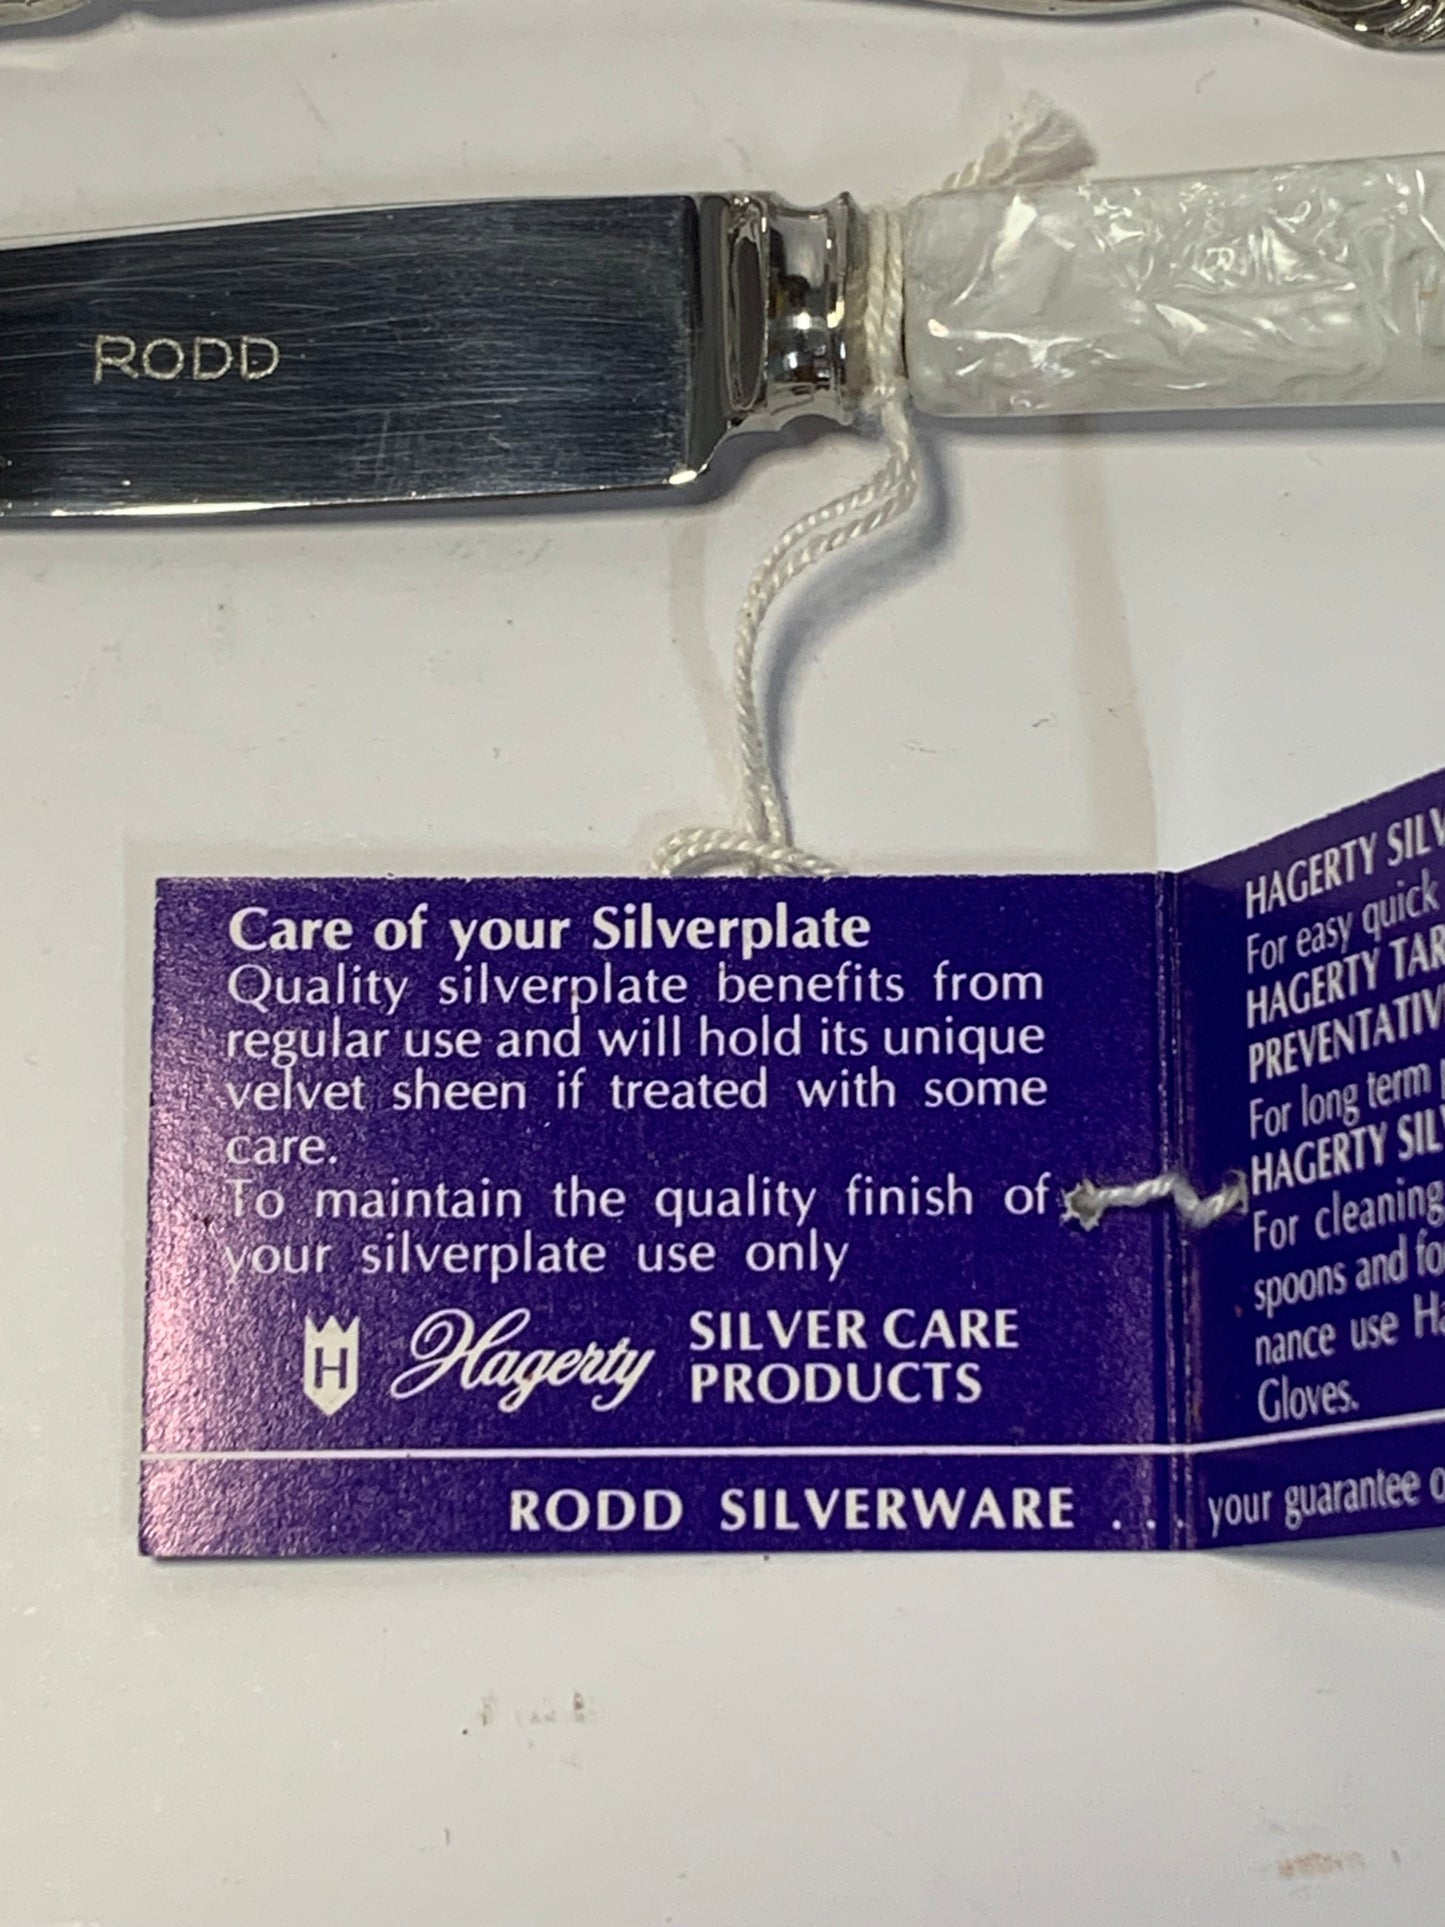 RODD
Care of your Silverplate
Quality silverplate benefits from
regular use and will hold its unique
velvet sheen if treated with some
care.
To maintain the quality finish of
your silverplate use only
H Hagerty SILVER CARE
PRODUCTS
RODD SILVERWARE . . .
HAGERTY
For easy quick
HAGERTY
For long term
HAGERTY
For cleaning
spoons and
nance use
Gloves.
your guarantee